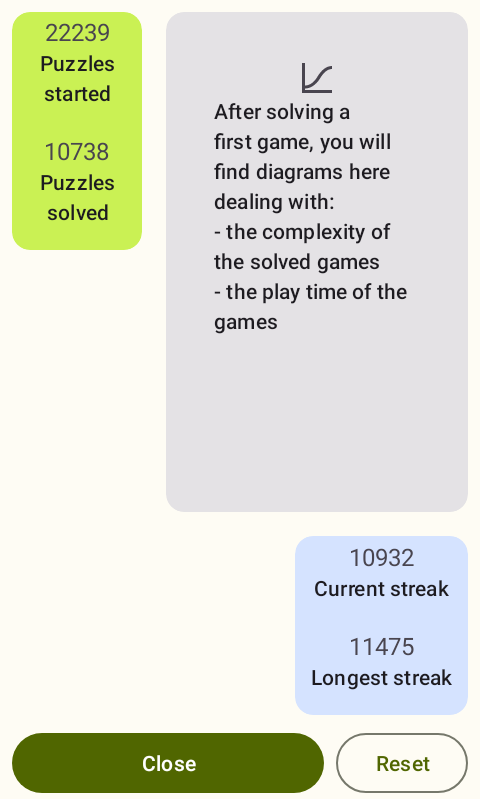 22239
Puzzles
started
10738
Puzzles
solved
After solving a
first game, you will
find diagrams here
dealing with:
- the complexity of
the solved games
- the play time of the
games
10932
Current streak
11475
Longest streak
Close
Reset